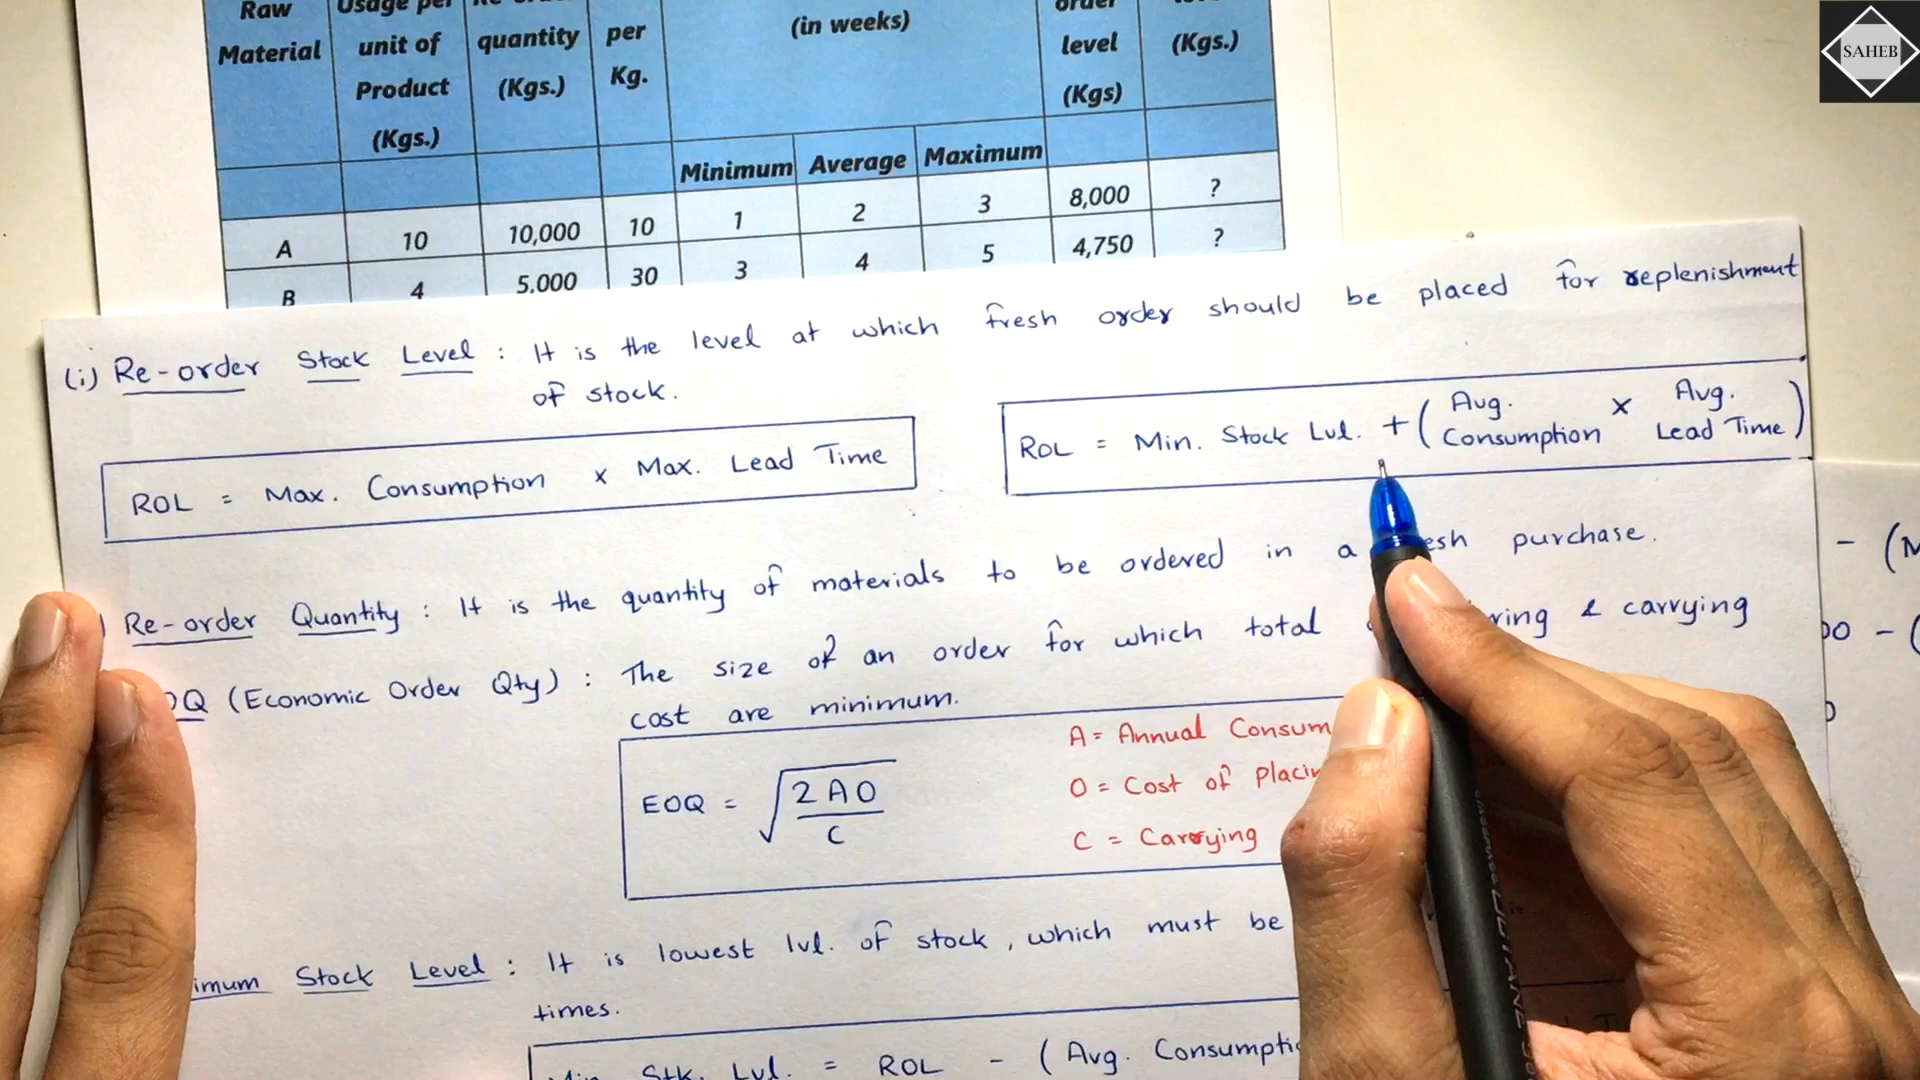 Raw Material
Usage per unit of Product (Kgs.)
quantity (Kgs.)
per Kg.
(in weeks)
order level (Kgs)
(Kgs.)
SAHEB
Minimum Average Maximum
A 10 10,000 10 1 2 3 8,000 ?
B 4 5,000 30 3 4 5 4,750 ?
(i) Re-order Stock Level : It is the level at which fresh order should be placed for replenishment
of stock.
ROL = Max. Consumption x Max. Lead Time
ROL = Min. Stock Lvl. + ( Avg. Consumption x Avg. Lead Time )
Re-order Quantity : It is the quantity of materials to be ordered in a purchase.
(Economic Order Qty) : The size of an order for which total & carrying
cost are minimum.
EOQ = √ 2AO / C
A = Annual
O = Cost of
C = Carrying
Stock Level : It is lowest lvl. of stock, which must be
times.
Stk. Lvl. = ROL - ( Avg.